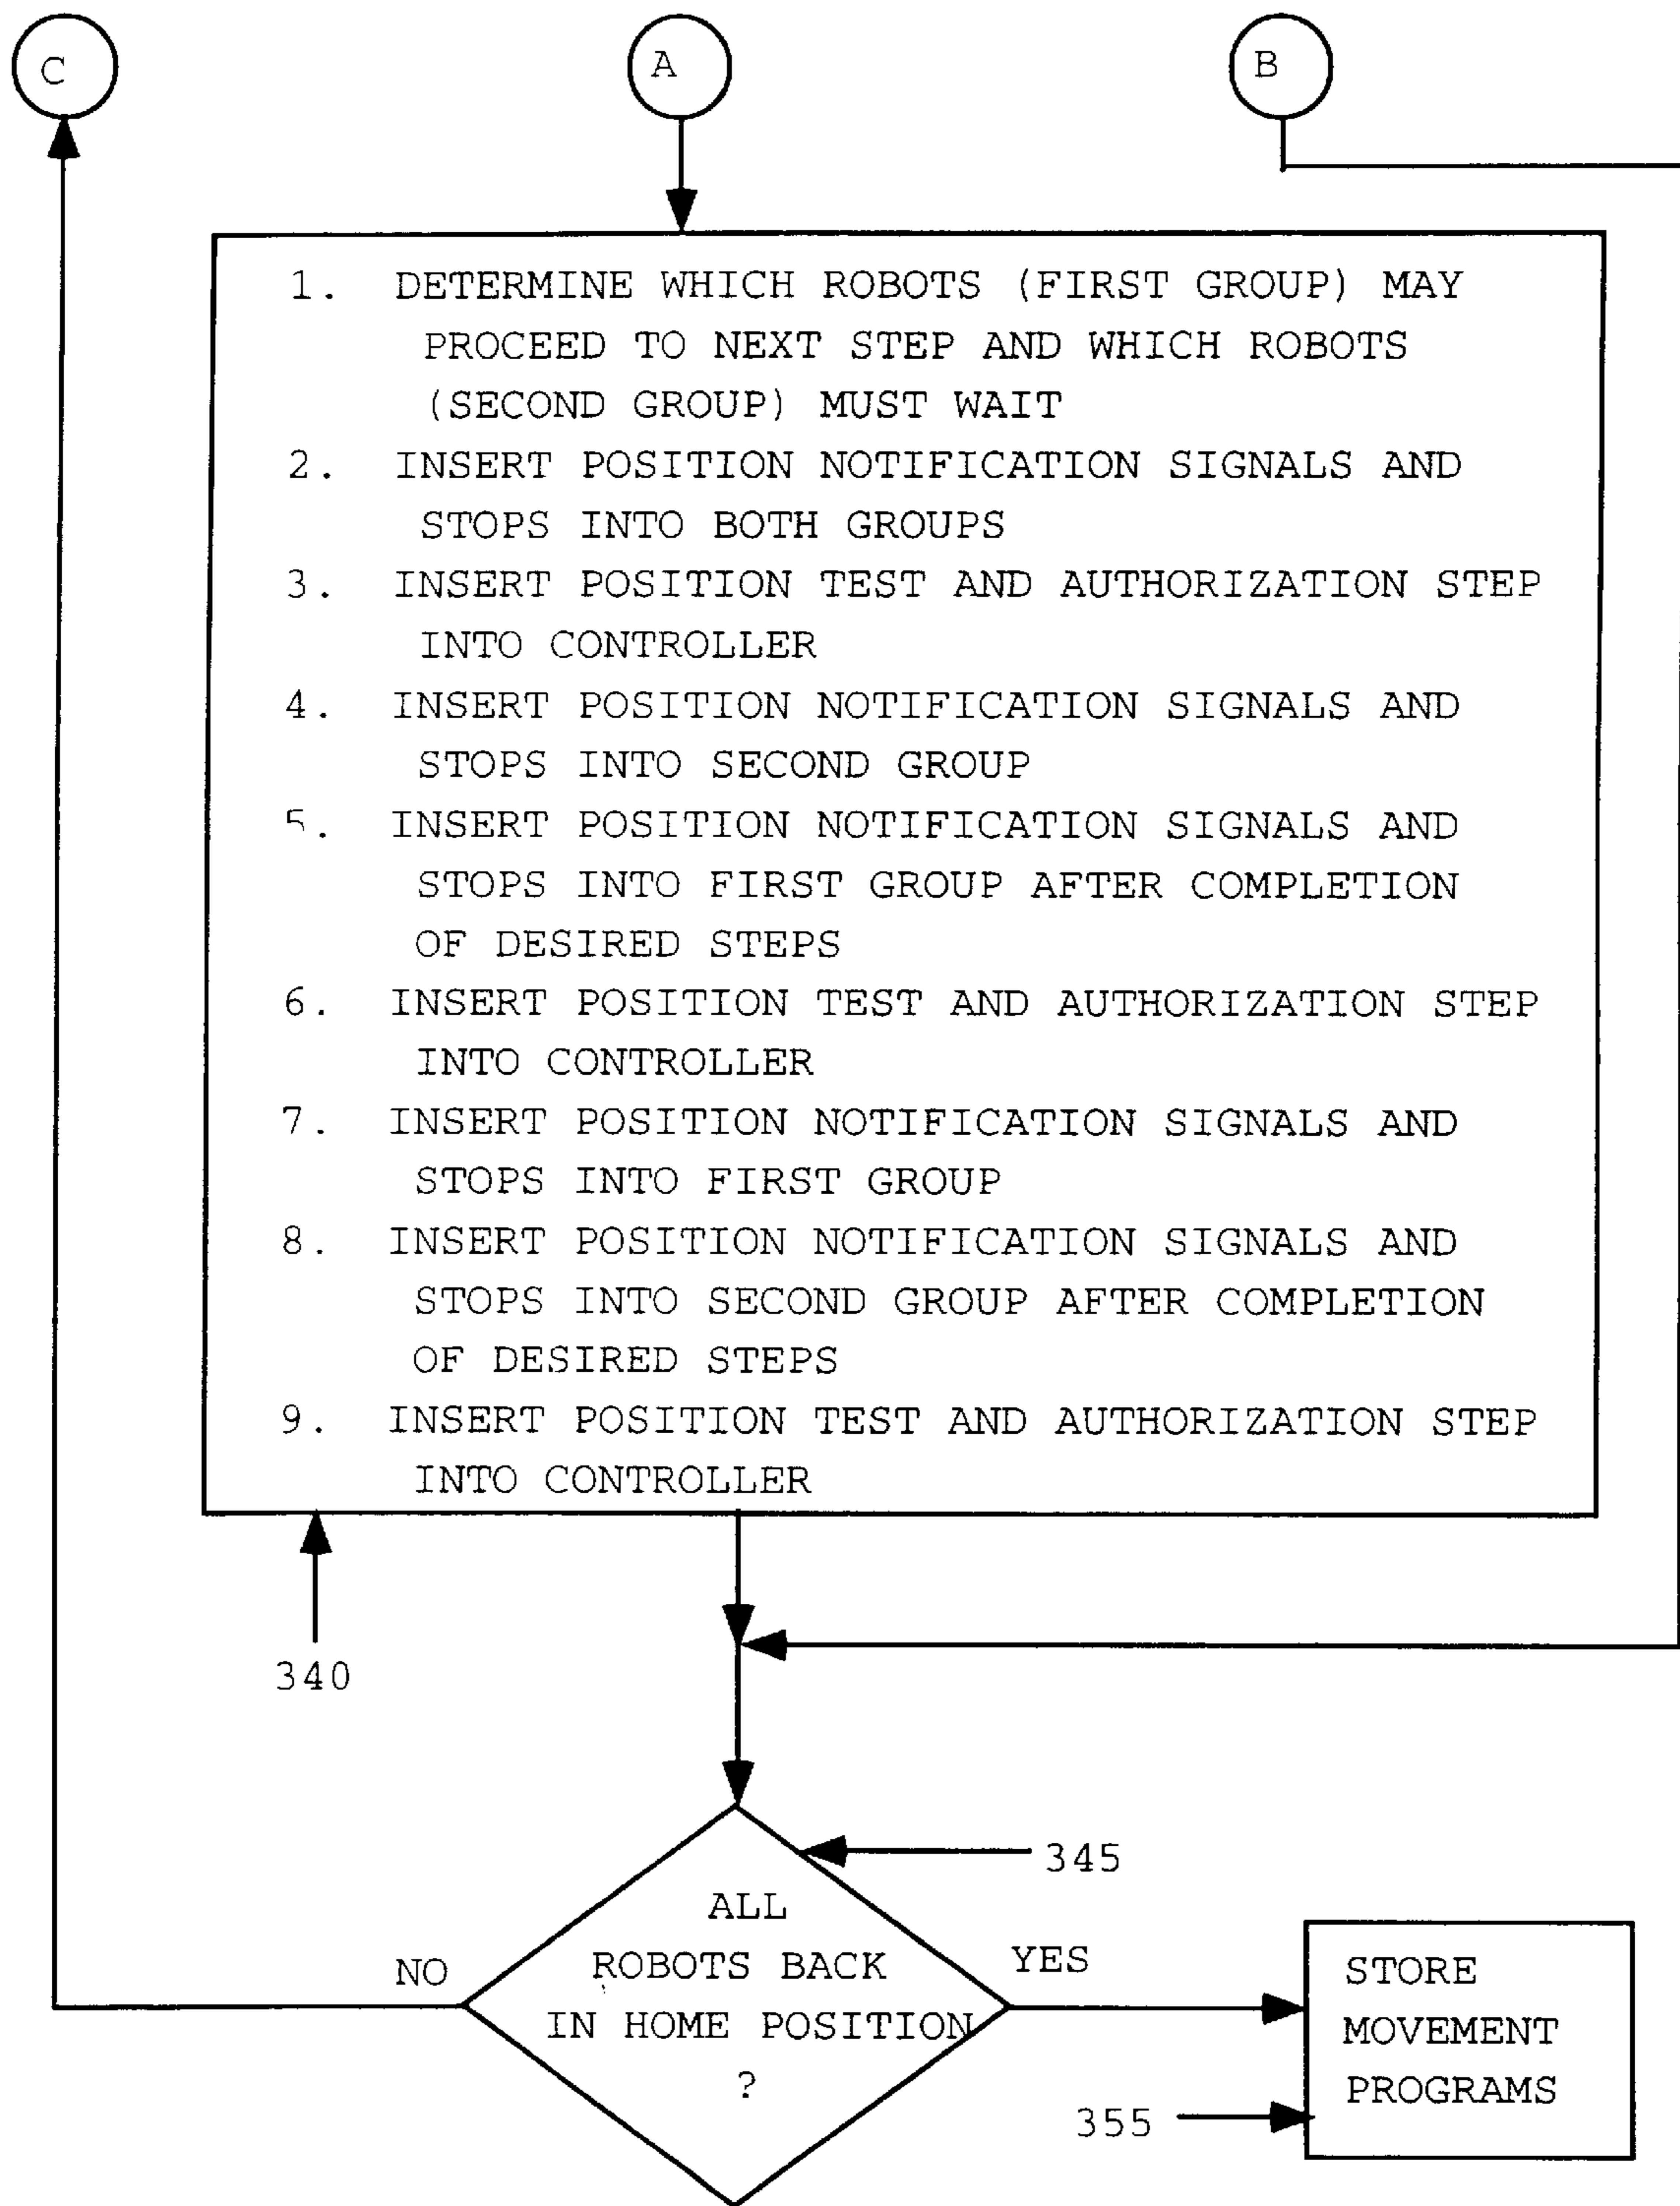 C
A
B
1. DETERMINE WHICH ROBOTS (FIRST GROUP) MAY
PROCEED TO NEXT STEP AND WHICH ROBOTS
(SECOND GROUP) MUST WAIT
2. INSERT POSITION NOTIFICATION SIGNALS AND
STOPS INTO BOTH GROUPS
3. INSERT POSITION TEST AND AUTHORIZATION STEP
INTO CONTROLLER
4. INSERT POSITION NOTIFICATION SIGNALS AND
STOPS INTO SECOND GROUP
5. INSERT POSITION NOTIFICATION SIGNALS AND
STOPS INTO FIRST GROUP AFTER COMPLETION
OF DESIRED STEPS
6. INSERT POSITION TEST AND AUTHORIZATION STEP
INTO CONTROLLER
7. INSERT POSITION NOTIFICATION SIGNALS AND
STOPS INTO FIRST GROUP
8. INSERT POSITION NOTIFICATION SIGNALS AND
STOPS INTO SECOND GROUP AFTER COMPLETION
OF DESIRED STEPS
9. INSERT POSITION TEST AND AUTHORIZATION STEP
INTO CONTROLLER
340
345
ALL
ROBOTS BACK
IN HOME POSITION
?
NO
YES
STORE
MOVEMENT
PROGRAMS
355